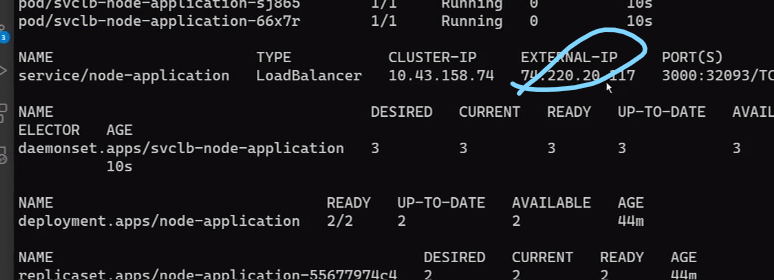 pod/svclb-node-application-sj865 1/1 Running 0 10s
pod/svclb-node-application-66x7r 1/1 Running 0 10s
NAME TYPE CLUSTER-IP EXTERNAL-IP PORT(S)
service/node-application LoadBalancer 10.43.158.74 74.220.20.117 3000:32093/TC
NAME DESIRED CURRENT READY UP-TO-DATE AVAI
ELECTOR AGE
daemonset.apps/svclb-node-application 3 3 3 3 3
10s
NAME READY UP-TO-DATE AVAILABLE AGE
deployment.apps/node-application 2/2 2 2 44m
NAME DESIRED CURRENT READY AGE
replicaset.apps/node-application-55677974c4 2 2 2 44m
3